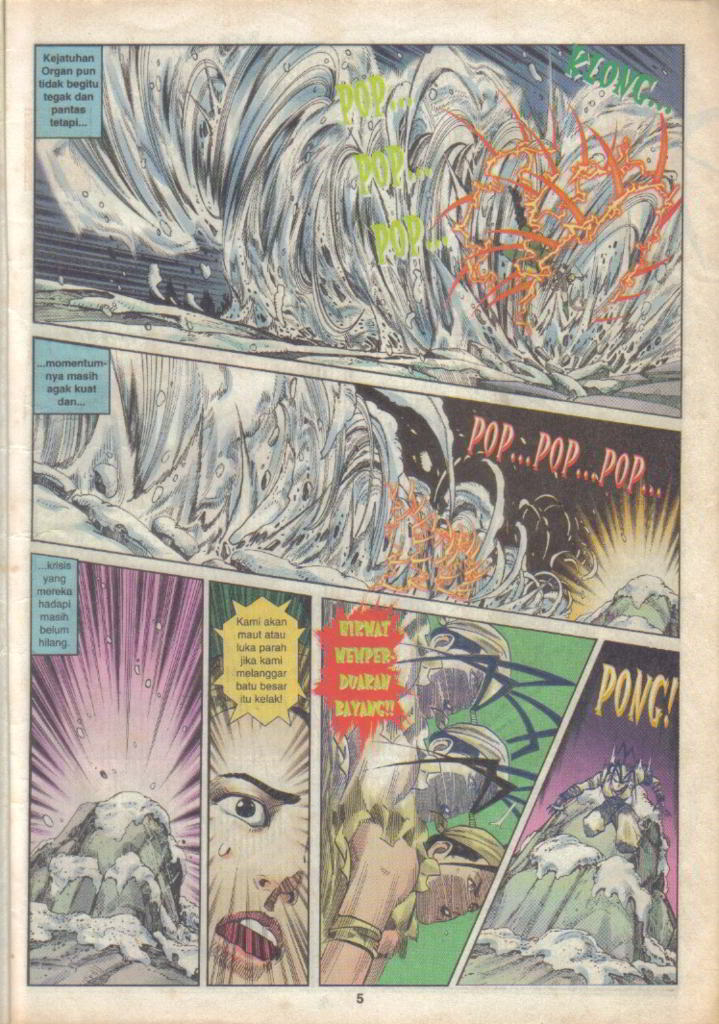 Kejatuhan
Organ pun
tidak begitu
tegak dan
pantas
tetapi...
POP...
POP...
POP...
KLONG...
...momentum-
nya masih
agak kuat
dan...
POP...POP...POP...
...krisis
yang
mereka
hadapi
masih
belum
hilang.
Kami akan
maut atau
luka parah
jika kami
melanggar
batu besar
itu kelak!
HIKMAT
MEMPER-
DUAKAN
BAYANG!!
PONG!
5